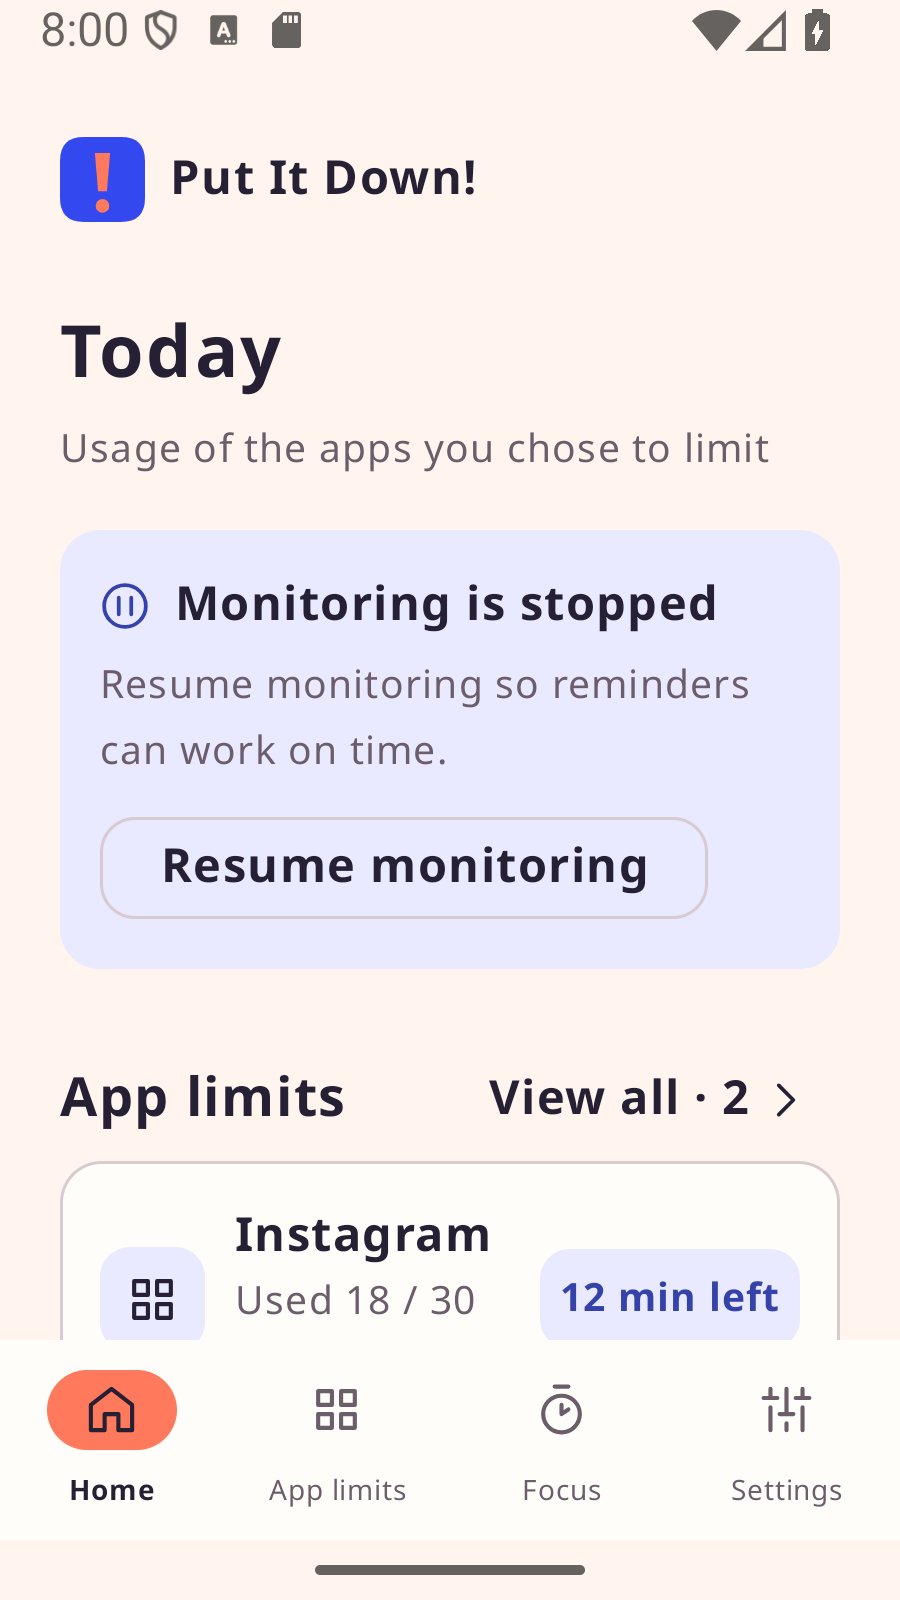 8:00
Put It Down!
Today
Usage of the apps you chose to limit
Monitoring is stopped
Resume monitoring so reminders
can work on time.
Resume monitoring
App limits
View all · 2
Instagram
Used 18 / 30
12 min left
Home
App limits
Focus
Settings